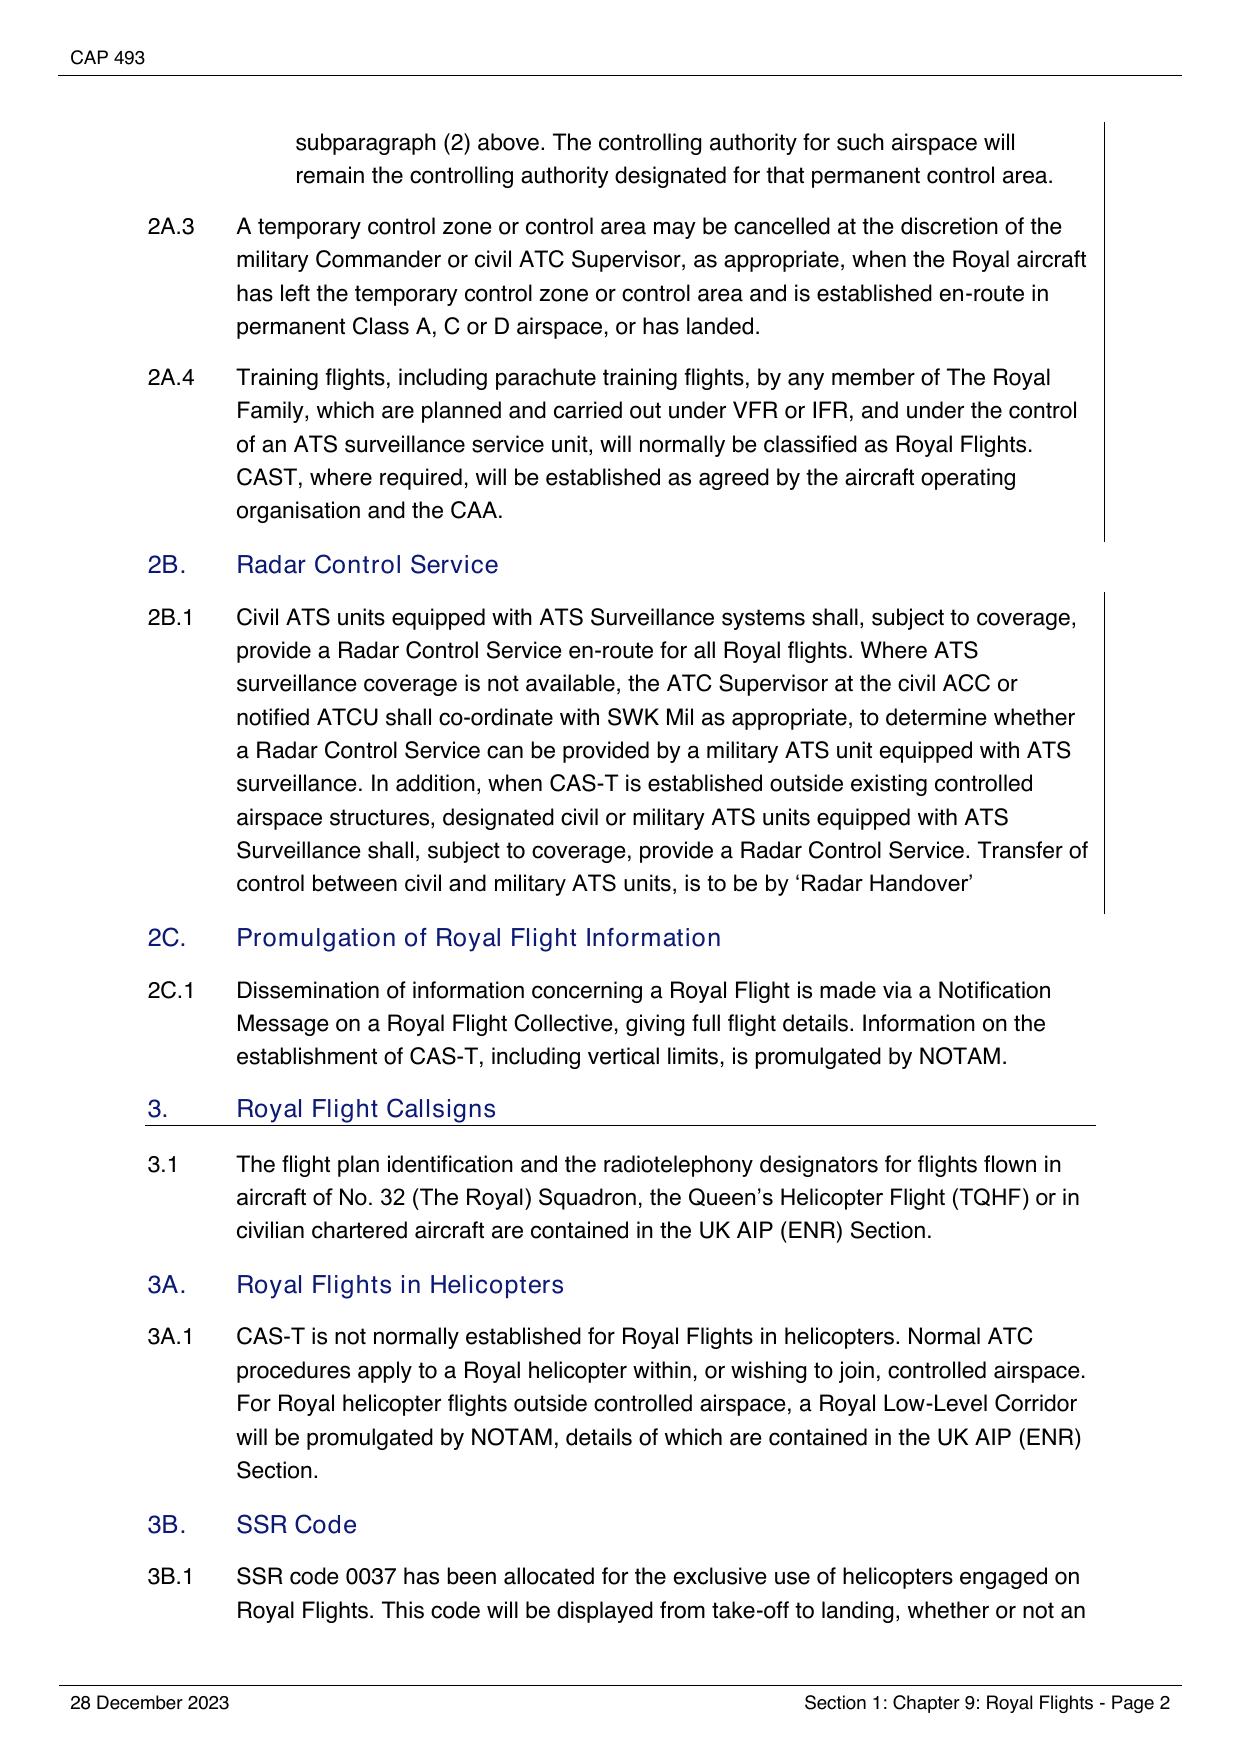 CAP 493
subparagraph (2) above. The controlling authority for such airspace will
remain the controlling authority designated for that permanent control area.
2A.3 A temporary control zone or control area may be cancelled at the discretion of the
military Commander or civil ATC Supervisor, as appropriate, when the Royal aircraft
has left the temporary control zone or control area and is established en-route in
permanent Class A, C or D airspace, or has landed.
2A.4 Training flights, including parachute training flights, by any member of The Royal
Family, which are planned and carried out under VFR or IFR, and under the control
of an ATS surveillance service unit, will normally be classified as Royal Flights.
CAST, where required, will be established as agreed by the aircraft operating
organisation and the CAA.
2B. Radar Control Service
2B.1 Civil ATS units equipped with ATS Surveillance systems shall, subject to coverage,
provide a Radar Control Service en-route for all Royal flights. Where ATS
surveillance coverage is not available, the ATC Supervisor at the civil ACC or
notified ATCU shall co-ordinate with SWK Mil as appropriate, to determine whether
a Radar Control Service can be provided by a military ATS unit equipped with ATS
surveillance. In addition, when CAS-T is established outside existing controlled
airspace structures, designated civil or military ATS units equipped with ATS
Surveillance shall, subject to coverage, provide a Radar Control Service. Transfer of
control between civil and military ATS units, is to be by ‘Radar Handover’
2C. Promulgation of Royal Flight Information
2C.1 Dissemination of information concerning a Royal Flight is made via a Notification
Message on a Royal Flight Collective, giving full flight details. Information on the
establishment of CAS-T, including vertical limits, is promulgated by NOTAM.
3. Royal Flight Callsigns
3.1 The flight plan identification and the radiotelephony designators for flights flown in
aircraft of No. 32 (The Royal) Squadron, the Queen’s Helicopter Flight (TQHF) or in
civilian chartered aircraft are contained in the UK AIP (ENR) Section.
3A. Royal Flights in Helicopters
3A.1 CAS-T is not normally established for Royal Flights in helicopters. Normal ATC
procedures apply to a Royal helicopter within, or wishing to join, controlled airspace.
For Royal helicopter flights outside controlled airspace, a Royal Low-Level Corridor
will be promulgated by NOTAM, details of which are contained in the UK AIP (ENR)
Section.
3B. SSR Code
3B.1 SSR code 0037 has been allocated for the exclusive use of helicopters engaged on
Royal Flights. This code will be displayed from take-off to landing, whether or not an
28 December 2023 Section 1: Chapter 9: Royal Flights - Page 2